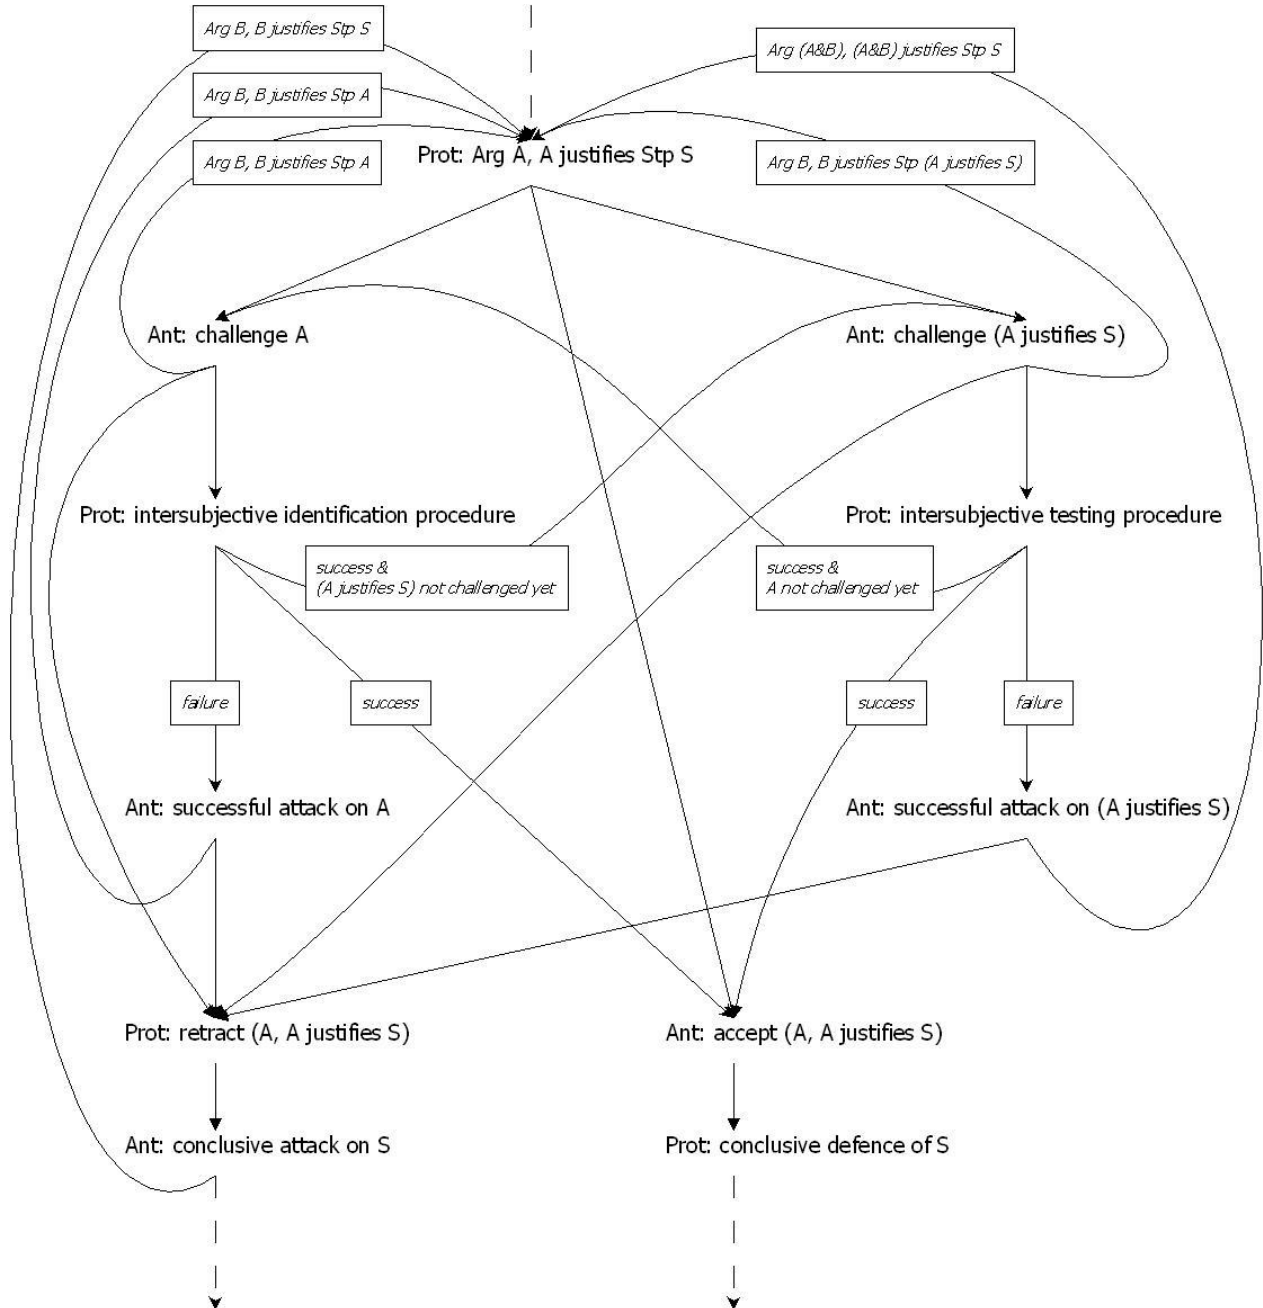 Arg B, B justifies Stp S
Arg (A&B), (A&B) justifies Stp S
Arg B, B justifies Stp A
Arg B, B justifies Stp A
Prot: Arg A, A justifies Stp S
Arg B, B justifies Stp (A justifies S)
Ant: challenge A
Ant: challenge (A justifies S)
Prot: intersubjective identification procedure
Prot: intersubjective testing procedure
success &
(A justifies S) not challenged yet
success &
A not challenged yet
failure
success
success
failure
Ant: successful attack on A
Ant: successful attack on (A justifies S)
Prot: retract (A, A justifies S)
Ant: accept (A, A justifies S)
Ant: conclusive attack on S
Prot: conclusive defence of S